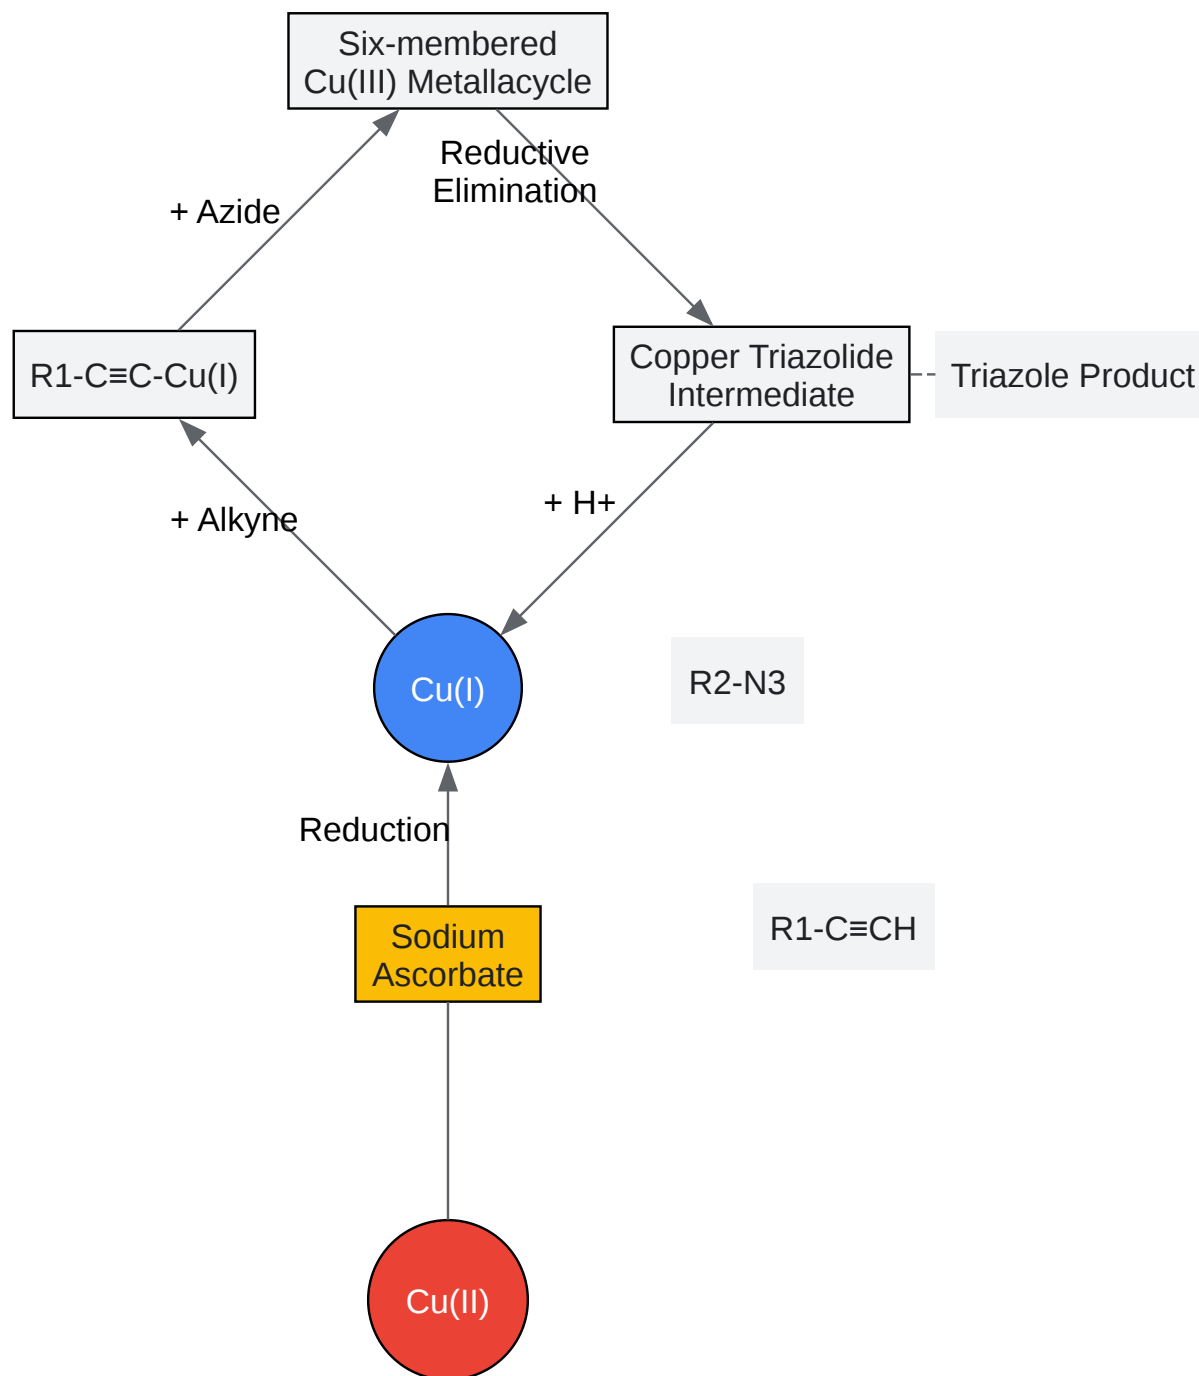 Six-membered
Cu(III) Metallacycle
Reductive
Elimination
+ Azide
R1-C≡C-Cu(I)
Copper Triazolide
Intermediate
Triazole Product
+ Alkyne
+ H+
Cu(I)
R2-N3
Reduction
Sodium
Ascorbate
R1-C≡CH
Cu(II)